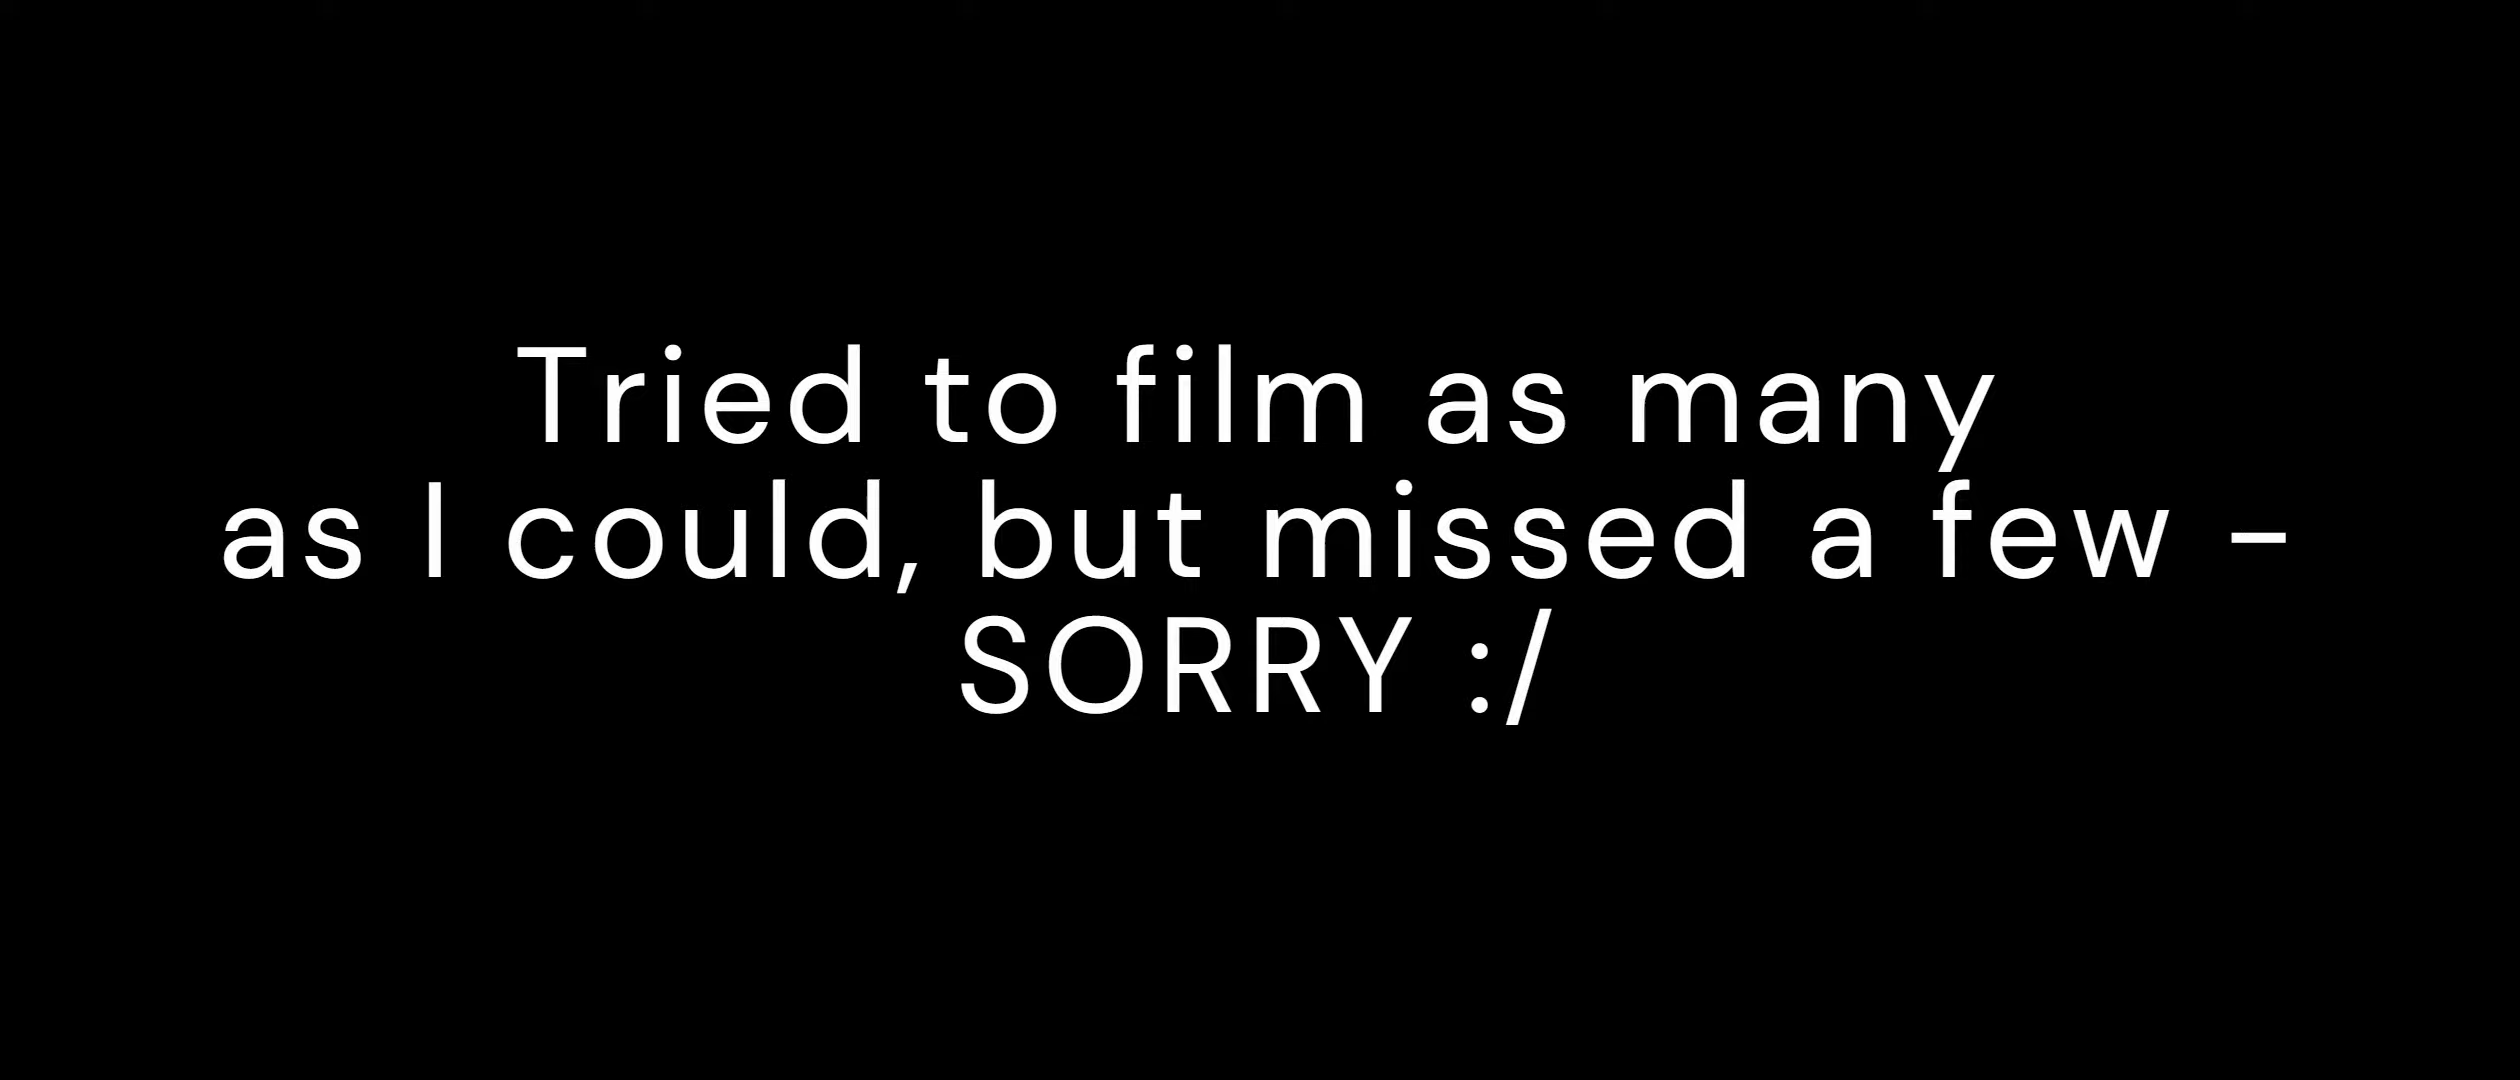 Tried to film as many
as I could, but missed a few –
SORRY :/